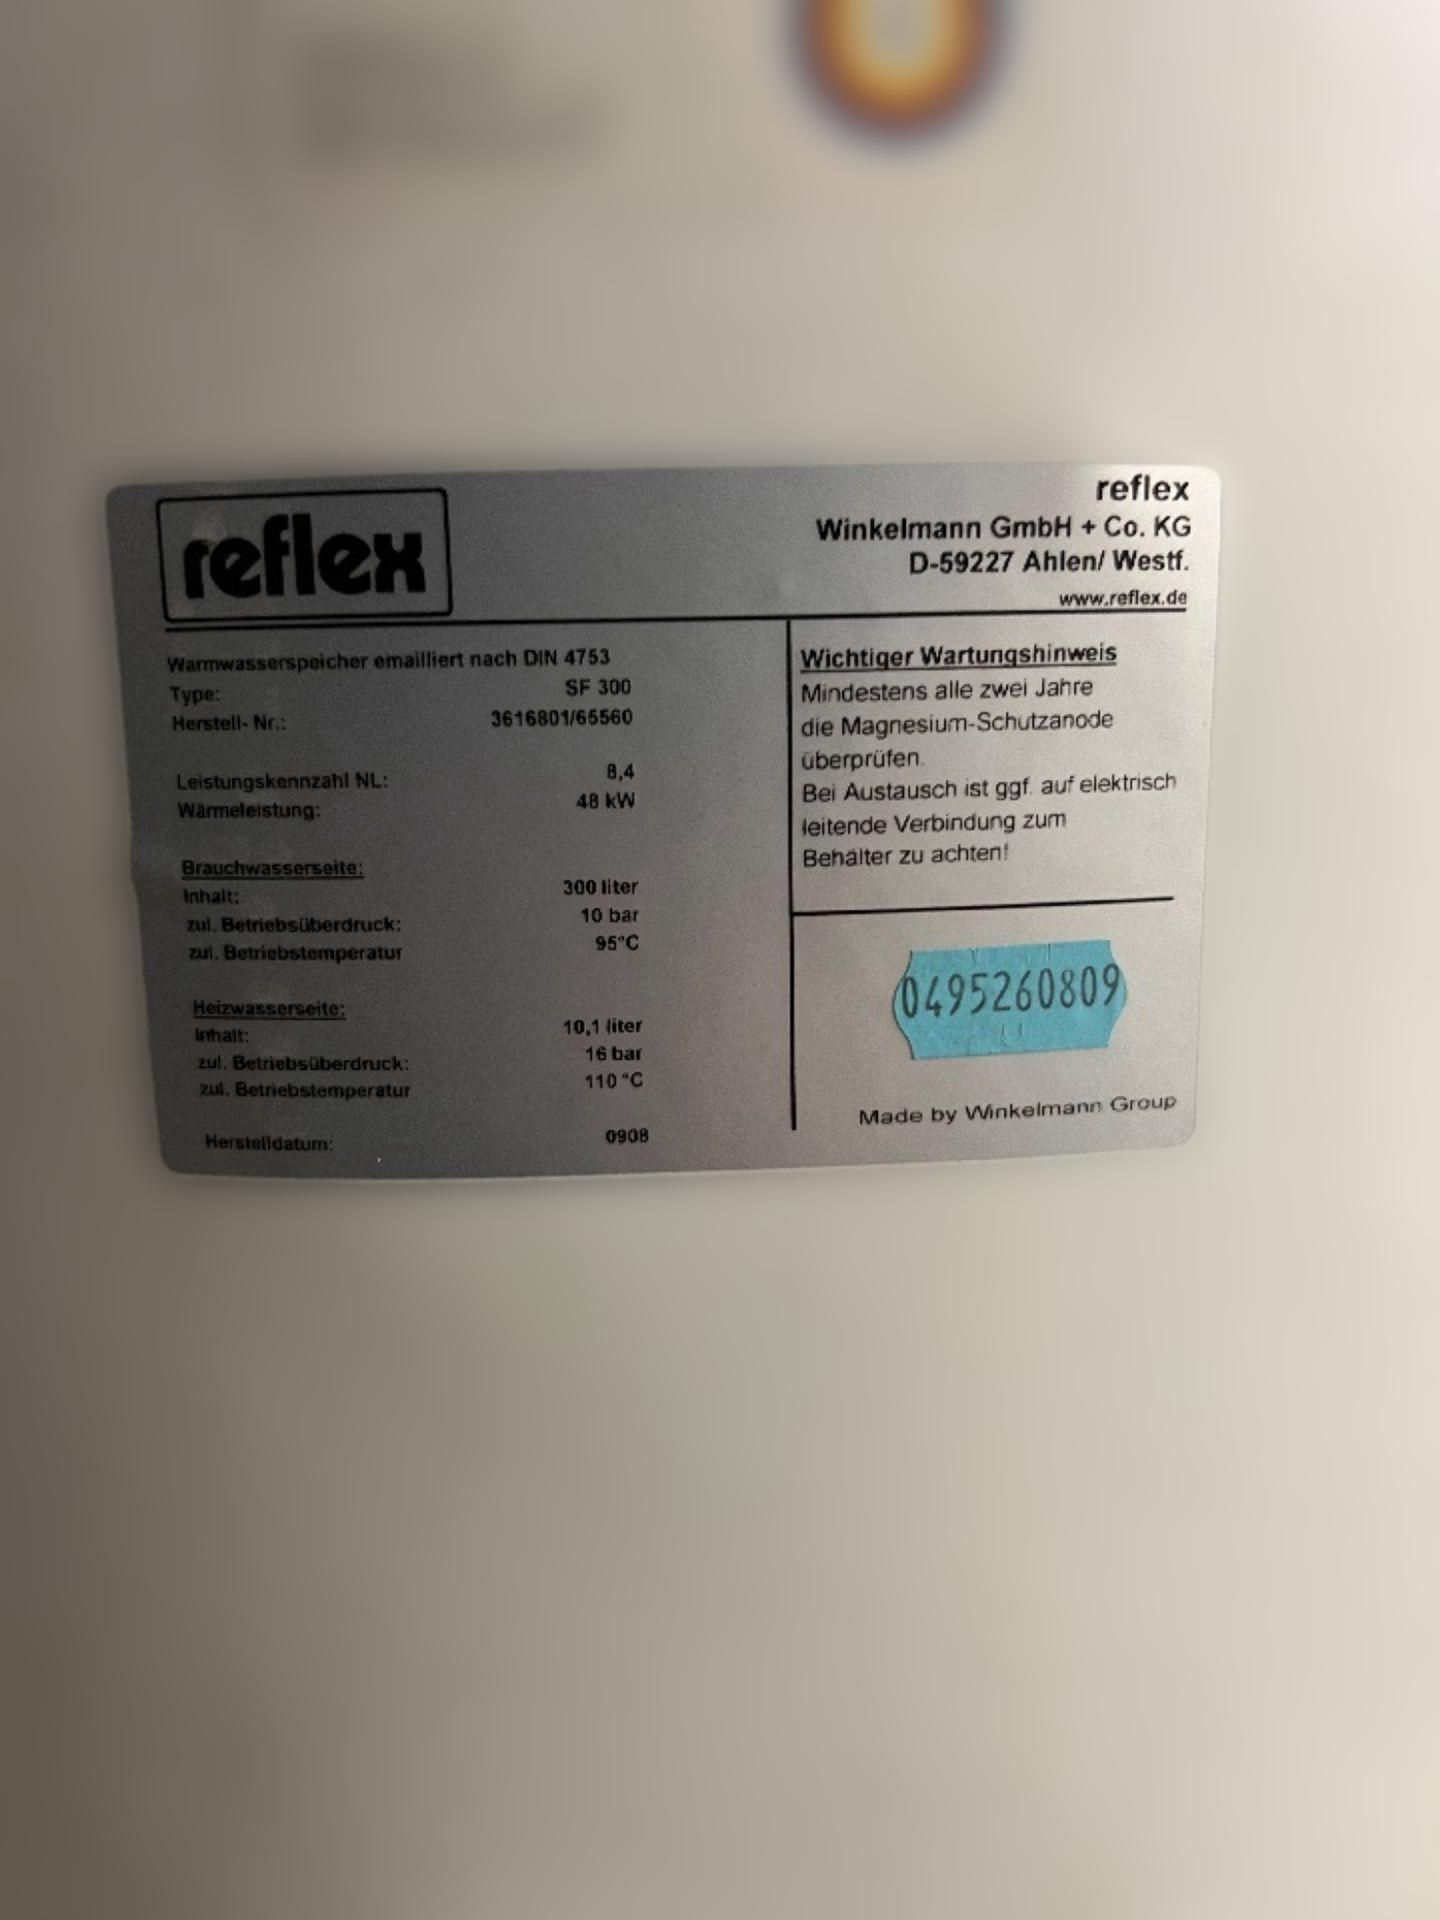 reflex
reflex
Winkelmann GmbH + Co. KG
D-59227 Ahlen/ Westf.
www.reflex.de
Warmwasserspeicher emailliert nach DIN 4753
Type: SF 300
Herstell- Nr.: 3616801/65560
Leistungskennzahl NL: 8,4
Wärmeleistung: 48 kW
Brauchwasserseite:
Inhalt: 300 liter
zul. Betriebsüberdruck: 10 bar
zul. Betriebstemperatur 95°C
Heizwasserseite:
Inhalt: 10,1 liter
zul. Betriebsüberdruck: 16 bar
zul. Betriebstemperatur 110 °C
Herstelldatum: 0908
Wichtiger Wartungshinweis
Mindestens alle zwei Jahre
die Magnesium-Schutzanode
überprüfen.
Bei Austausch ist ggf. auf elektrisch
leitende Verbindung zum
Behälter zu achten!
0495260809
Made by Winkelmann Group